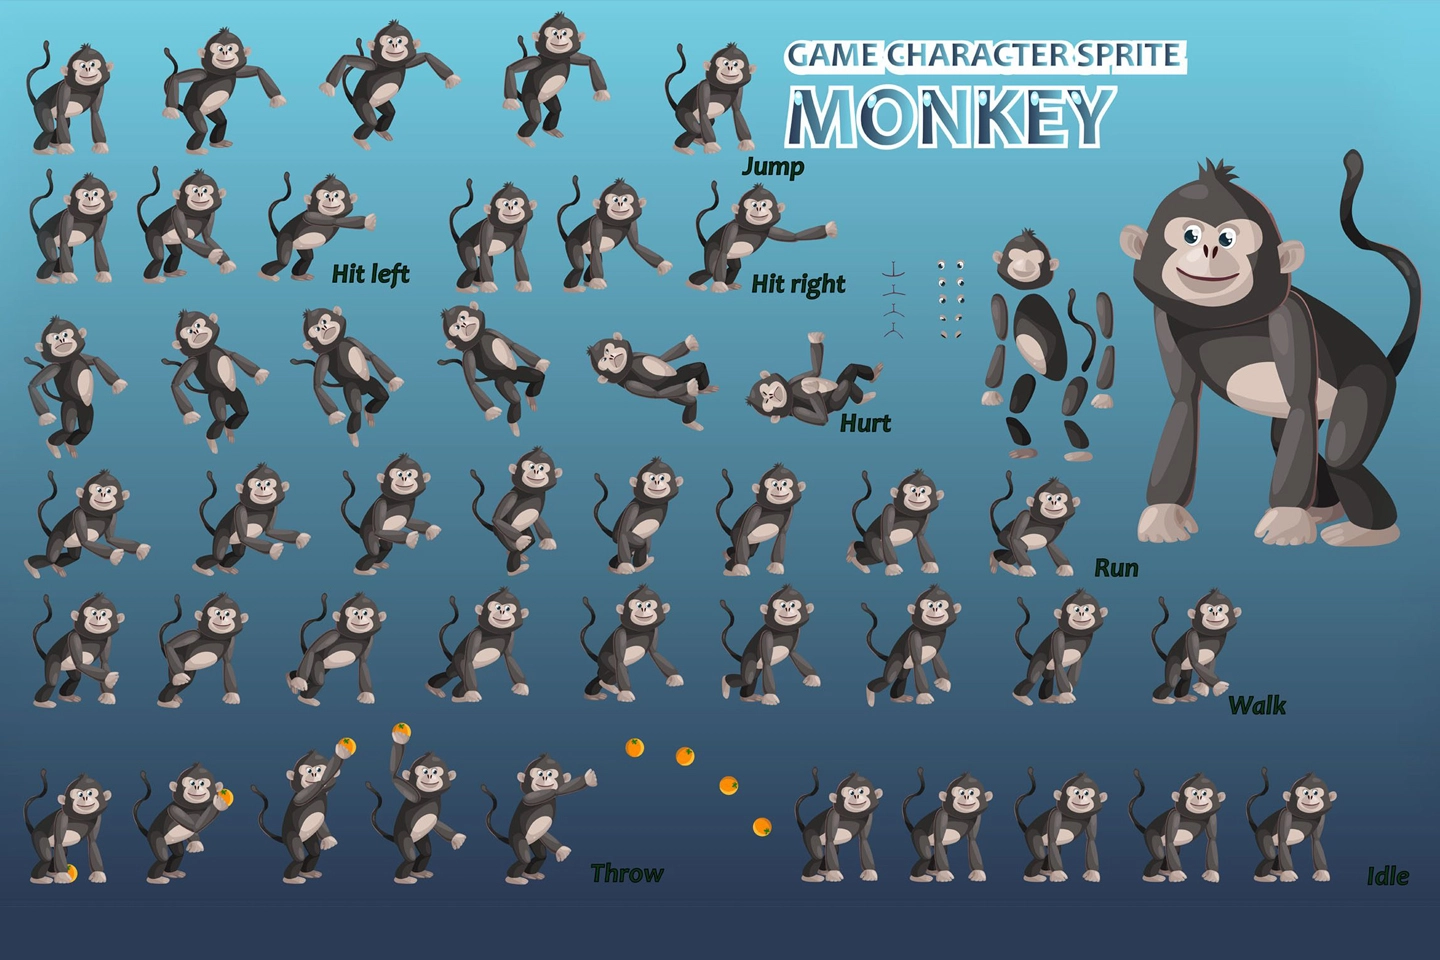 GAME CHARACTER SPRITE
MONKEY
Jump
Hit left
Hit right
Hurt
Run
Walk
Throw
Idle